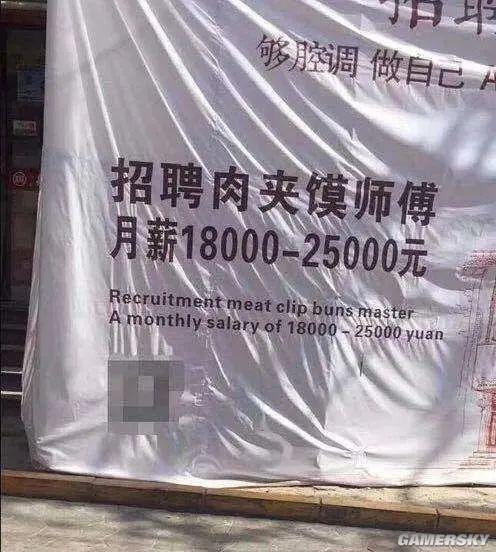 招聘
够腔调 做自己 A
招聘肉夹馍师傅
月薪18000-25000元
Recruitment meat clip buns master
A monthly salary of 18000 - 25000 yuan
GAMERSKY